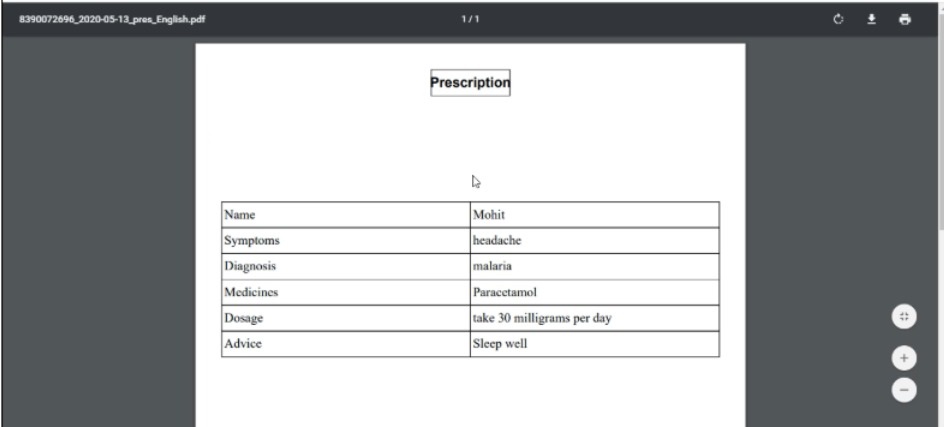 8390072696_2020-05-13_pres_English.pdf 1 / 1
Prescription
Name Mohit
Symptoms headache
Diagnosis malaria
Medicines Paracetamol
Dosage take 30 milligrams per day
Advice Sleep well